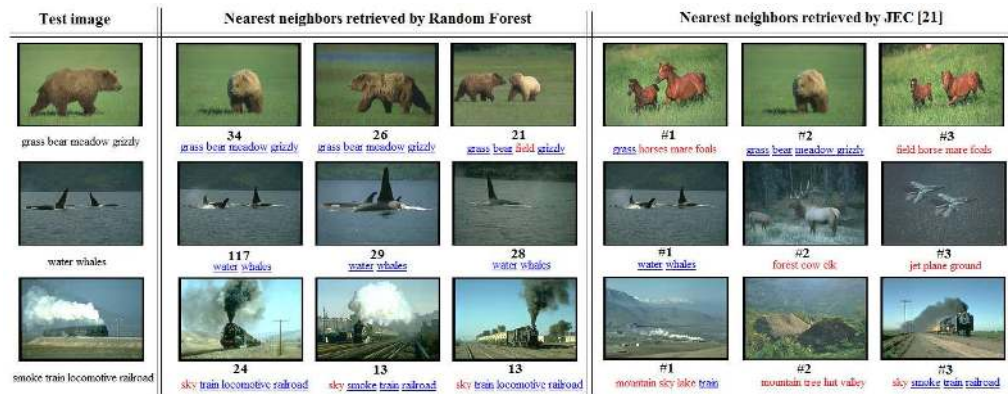 Test image
Nearest neighbors retrieved by Random Forest
Nearest neighbors retrieved by JEC [21]
34 26 21 #1 #2 #3
grass bear meadow grizzly grass bear meadow grizzly grass bear meadow grizzly grass bear field grizzly grass horses mare foals grass bear meadow grizzly field horse mare foals
117 29 28 #1 #2 #3
water whales water whales water whales water whales water whales forest cow elk jet plane ground
24 13 13 #1 #2 #3
smoke train locomotive railroad sky train locomotive railroad sky smoke train railroad sky train locomotive railroad mountain sky lake train mountain tree hut valley sky smoke train railroad